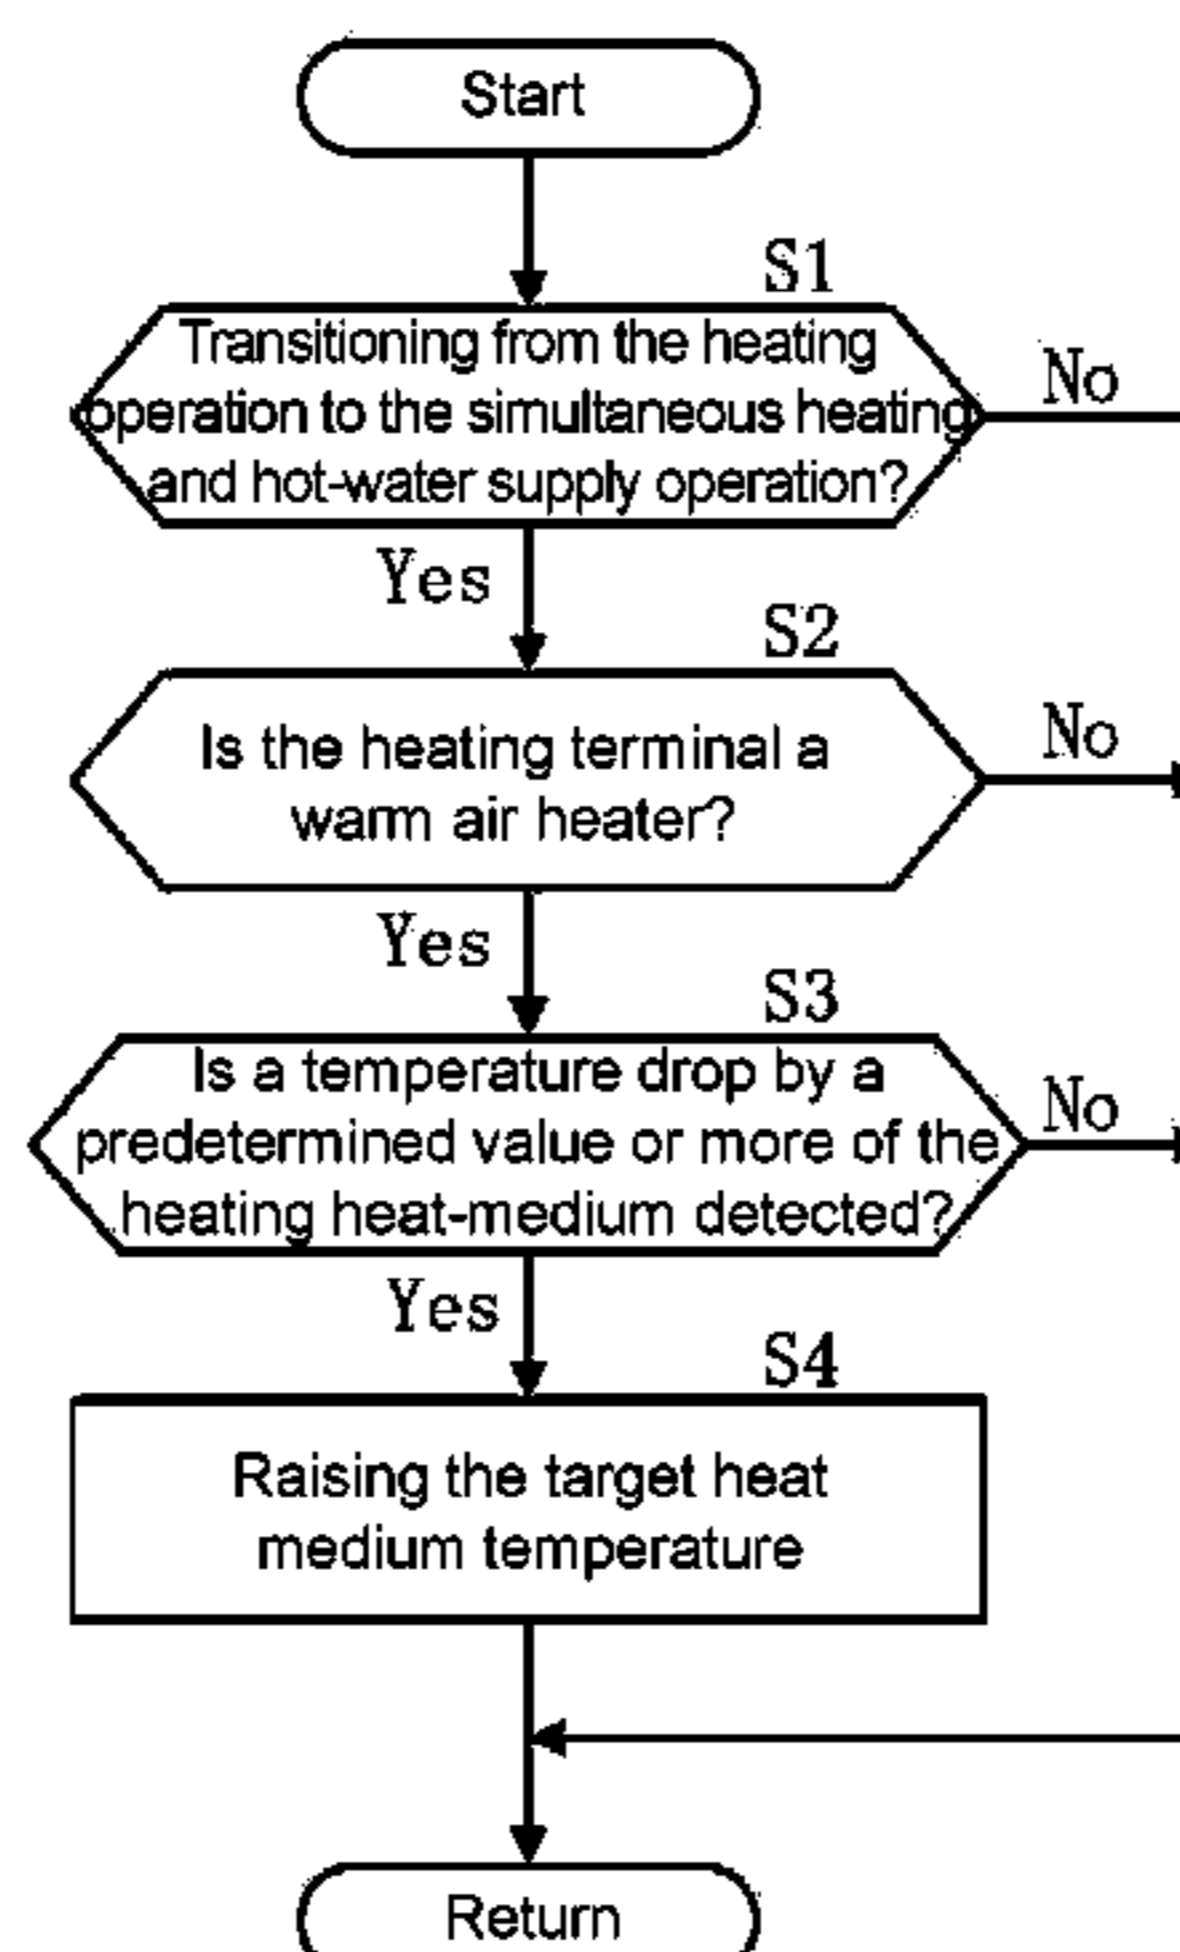 Start
S1
Transitioning from the heating
operation to the simultaneous heating
and hot-water supply operation?
No
Yes
S2
Is the heating terminal a
warm air heater?
No
Yes
S3
Is a temperature drop by a
predetermined value or more of the
heating heat-medium detected?
No
Yes
S4
Raising the target heat
medium temperature
Return